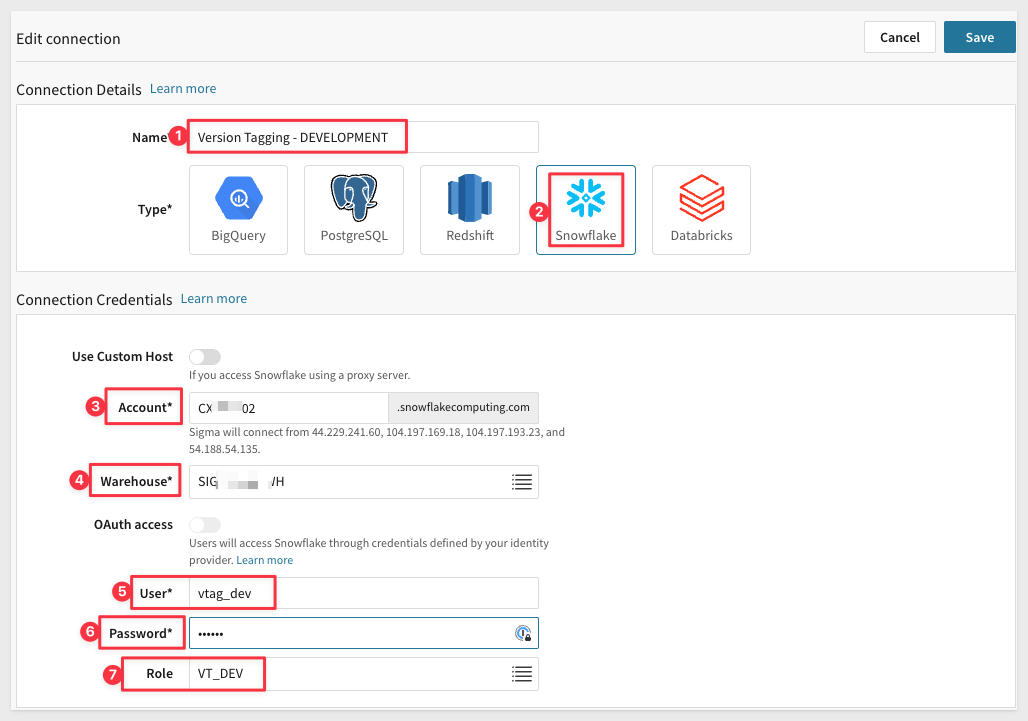 Edit connection
Cancel
Save
Connection Details Learn more
Name*
1
Version Tagging - DEVELOPMENT
Type*
BigQuery
PostgreSQL
Redshift
2
Snowflake
Databricks
Connection Credentials Learn more
Use Custom Host
If you access Snowflake using a proxy server.
3
Account*
CX 02
.snowflakecomputing.com
Sigma will connect from 44.229.241.60, 104.197.169.18, 104.197.193.23, and
54.188.54.135.
4
Warehouse*
SIG
OAuth access
Users will access Snowflake through credentials defined by your identity
provider. Learn more
5
User*
vtag_dev
6
Password*
••••••
7
Role
VT_DEV